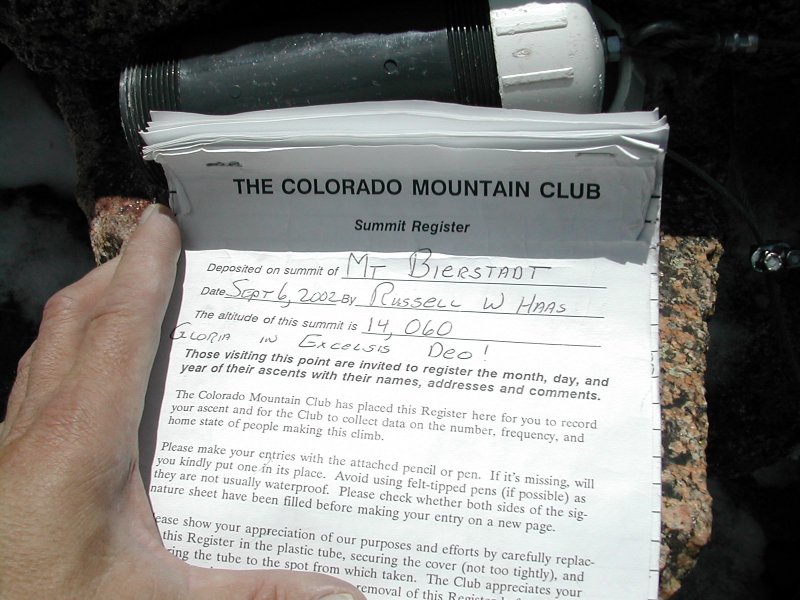 THE COLORADO MOUNTAIN CLUB
Summit Register
Deposited on summit of MT BIERSTADT
Date SEPT 6, 2002 By RUSSELL W HAAS
The altitude of this summit is 14,060
GLORIA IN EXCELSIS DEO!
Those visiting this point are invited to register the month, day, and
year of their ascents with their names, addresses and comments.
The Colorado Mountain Club has placed this Register here for you to record
your ascent and for the Club to collect data on the number, frequency, and
home state of people making this climb.
Please make your entries with the attached pencil or pen. If it's missing, will
you kindly put one in its place. Avoid using felt-tipped pens (if possible) as
they are not usually waterproof. Please check whether both sides of the sig-
nature sheet have been filled before making your entry on a new page.
ease show your appreciation of our purposes and efforts by carefully replac-
this Register in the plastic tube, securing the cover (not too tightly), and
ring the tube to the spot from which taken. The Club appreciates your
removal of this Register